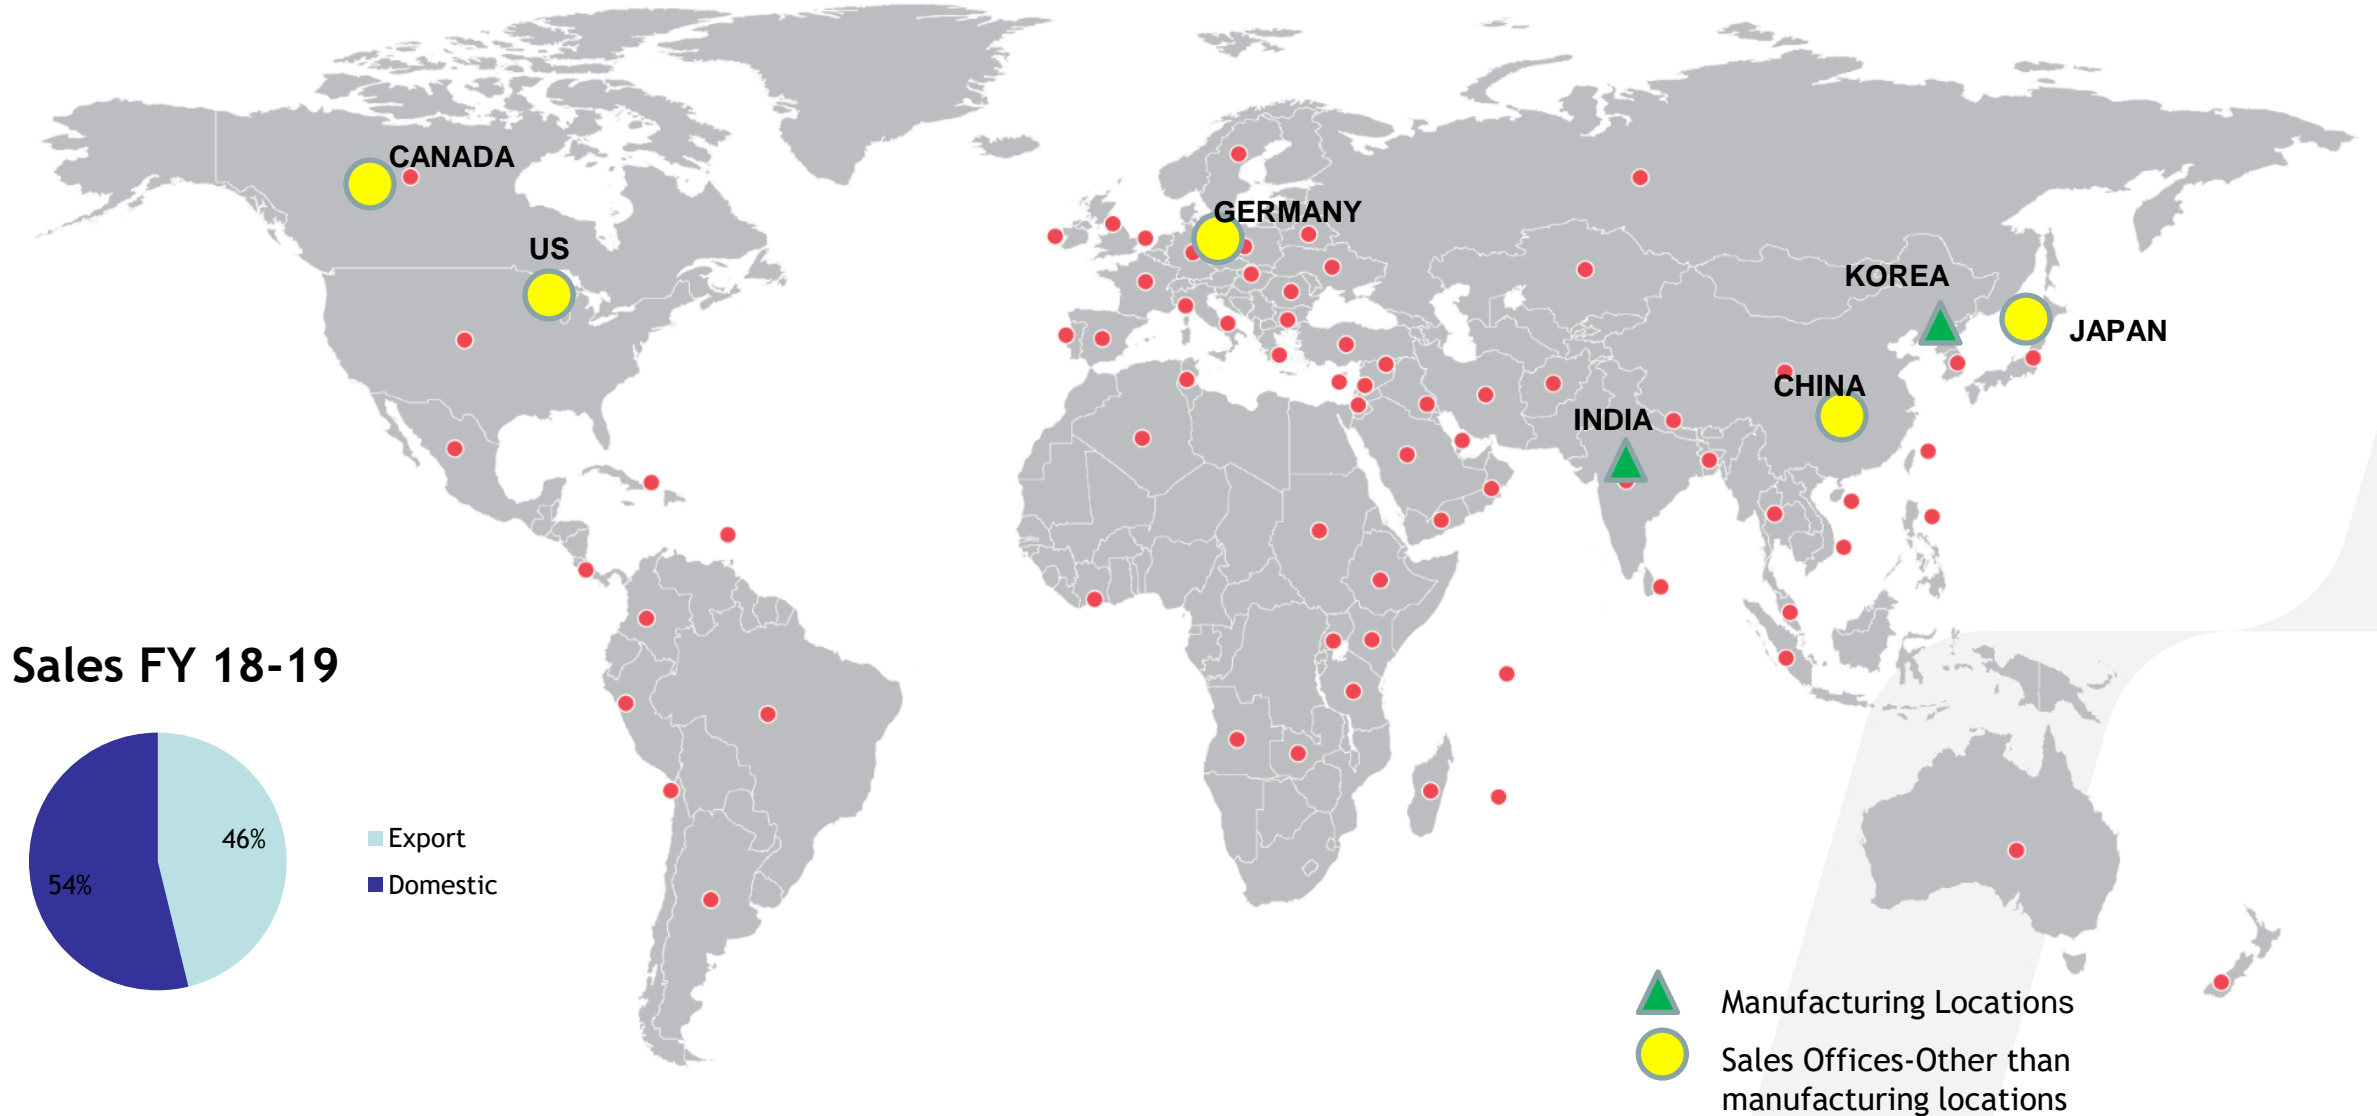 CANADA
US
GERMANY
KOREA
JAPAN
CHINA
INDIA
Sales FY 18-19
46%
54%
Export
Domestic
Manufacturing Locations
Sales Offices-Other than
manufacturing locations